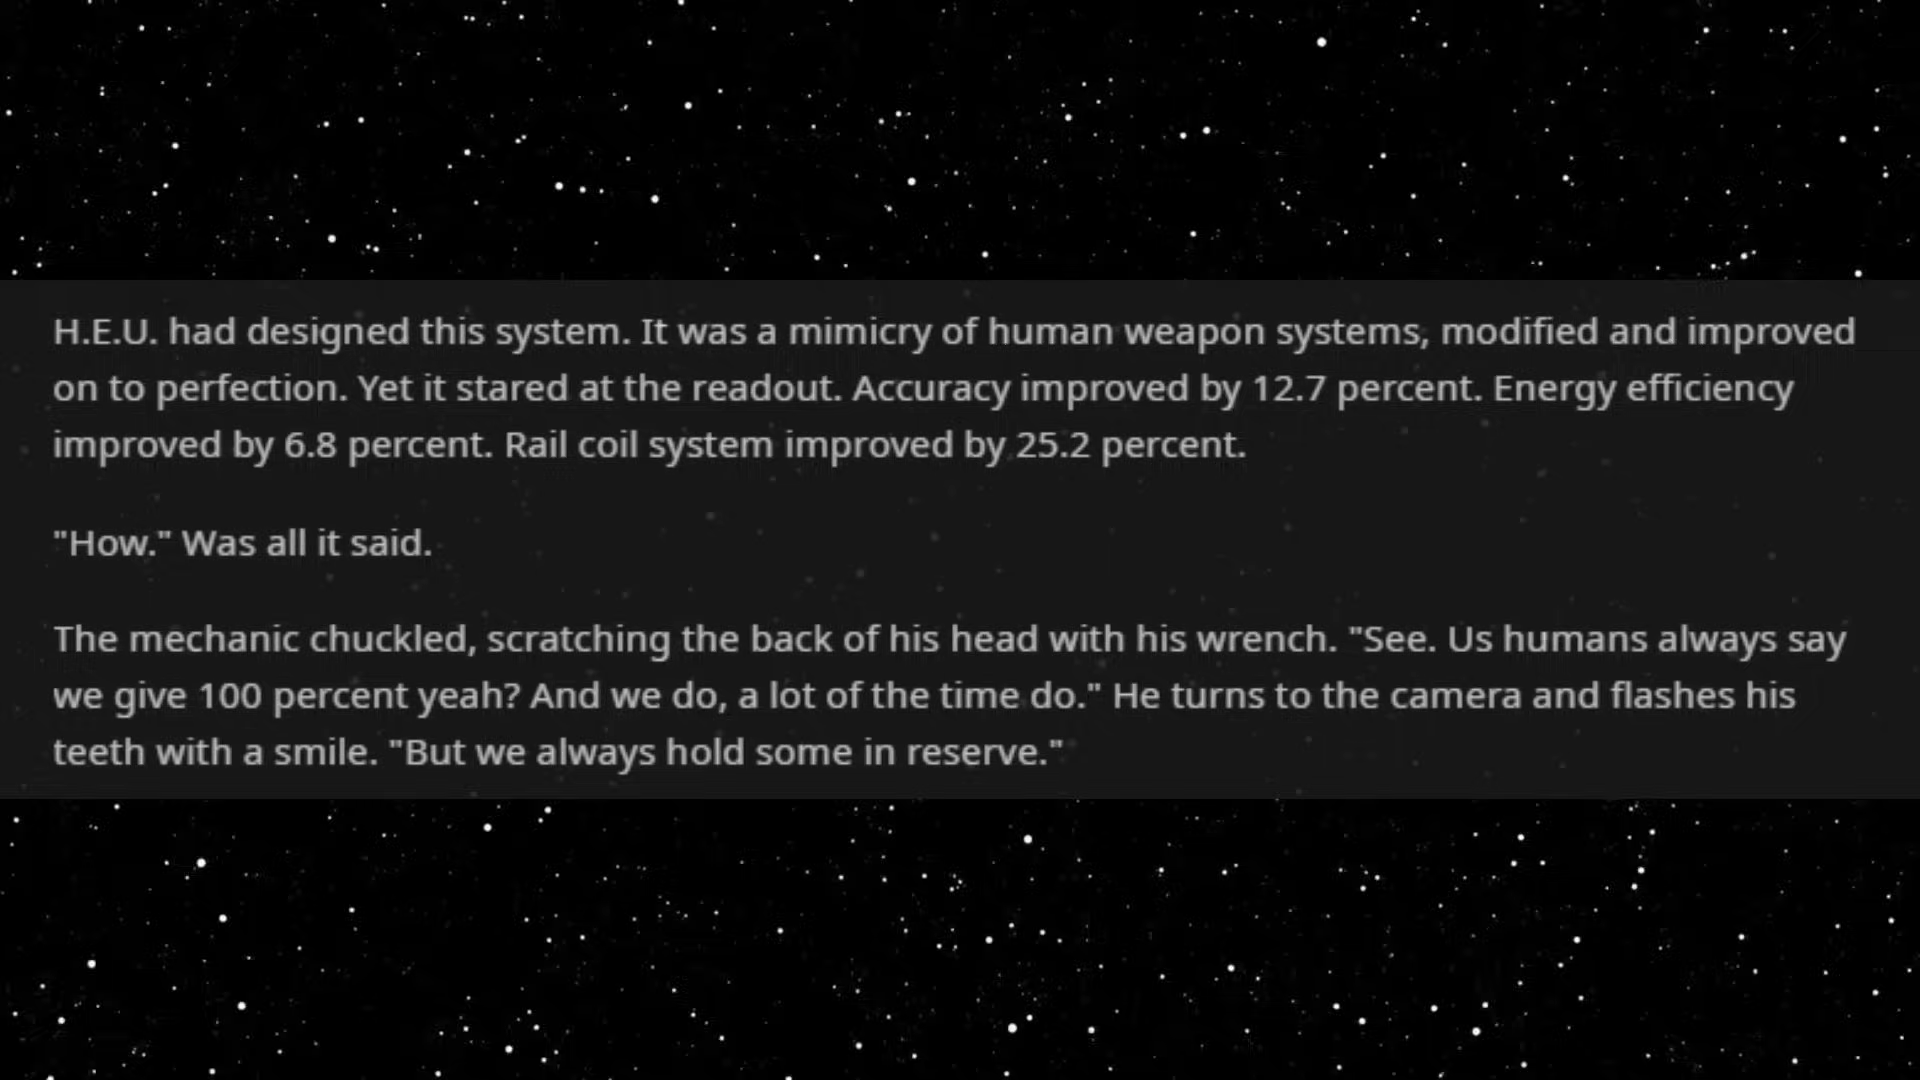 H.E.U. had designed this system. It was a mimicry of human weapon systems, modified and improved
on to perfection. Yet it stared at the readout. Accuracy improved by 12.7 percent. Energy efficiency
improved by 6.8 percent. Rail coil system improved by 25.2 percent.
"How." Was all it said.
The mechanic chuckled, scratching the back of his head with his wrench. "See. Us humans always say
we give 100 percent yeah? And we do, a lot of the time do." He turns to the camera and flashes his
teeth with a smile. "But we always hold some in reserve."